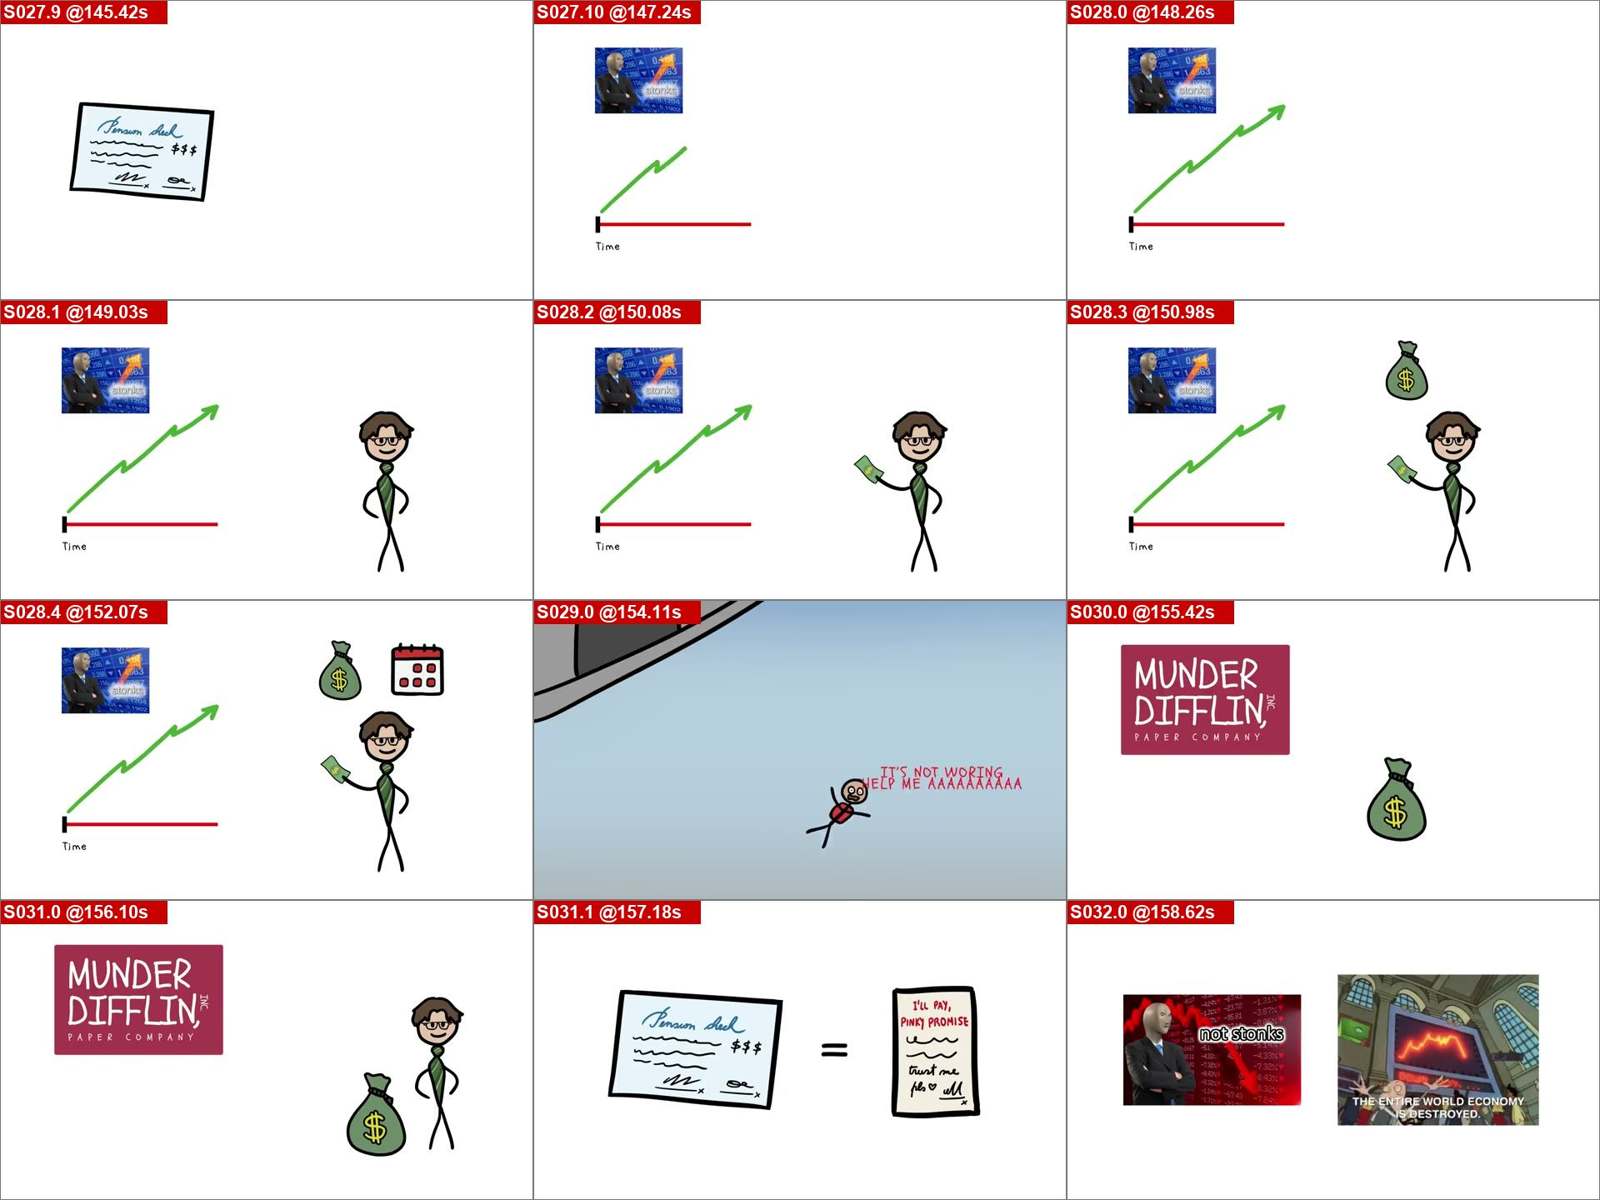 S027.9 @145.42s
Pension check
$$$
S027.10 @147.24s
stonks
Time
S028.0 @148.26s
stonks
Time
S028.1 @149.03s
stonks
Time
S028.2 @150.08s
stonks
Time
S028.3 @150.98s
$
stonks
Time
S028.4 @152.07s
$
stonks
Time
S029.0 @154.11s
IT'S NOT WORING
HELP ME AAAAAAAAAA
S030.0 @155.42s
MUNDER
DIFFLIN, INC.
PAPER COMPANY
$
S031.0 @156.10s
MUNDER
DIFFLIN, INC.
PAPER COMPANY
$
S031.1 @157.18s
Pension check
$$$
=
I'LL PAY,
PINKY PROMISE
trust me
pls
S032.0 @158.62s
not stonks
THE ENTIRE WORLD ECONOMY
IS DESTROYED.